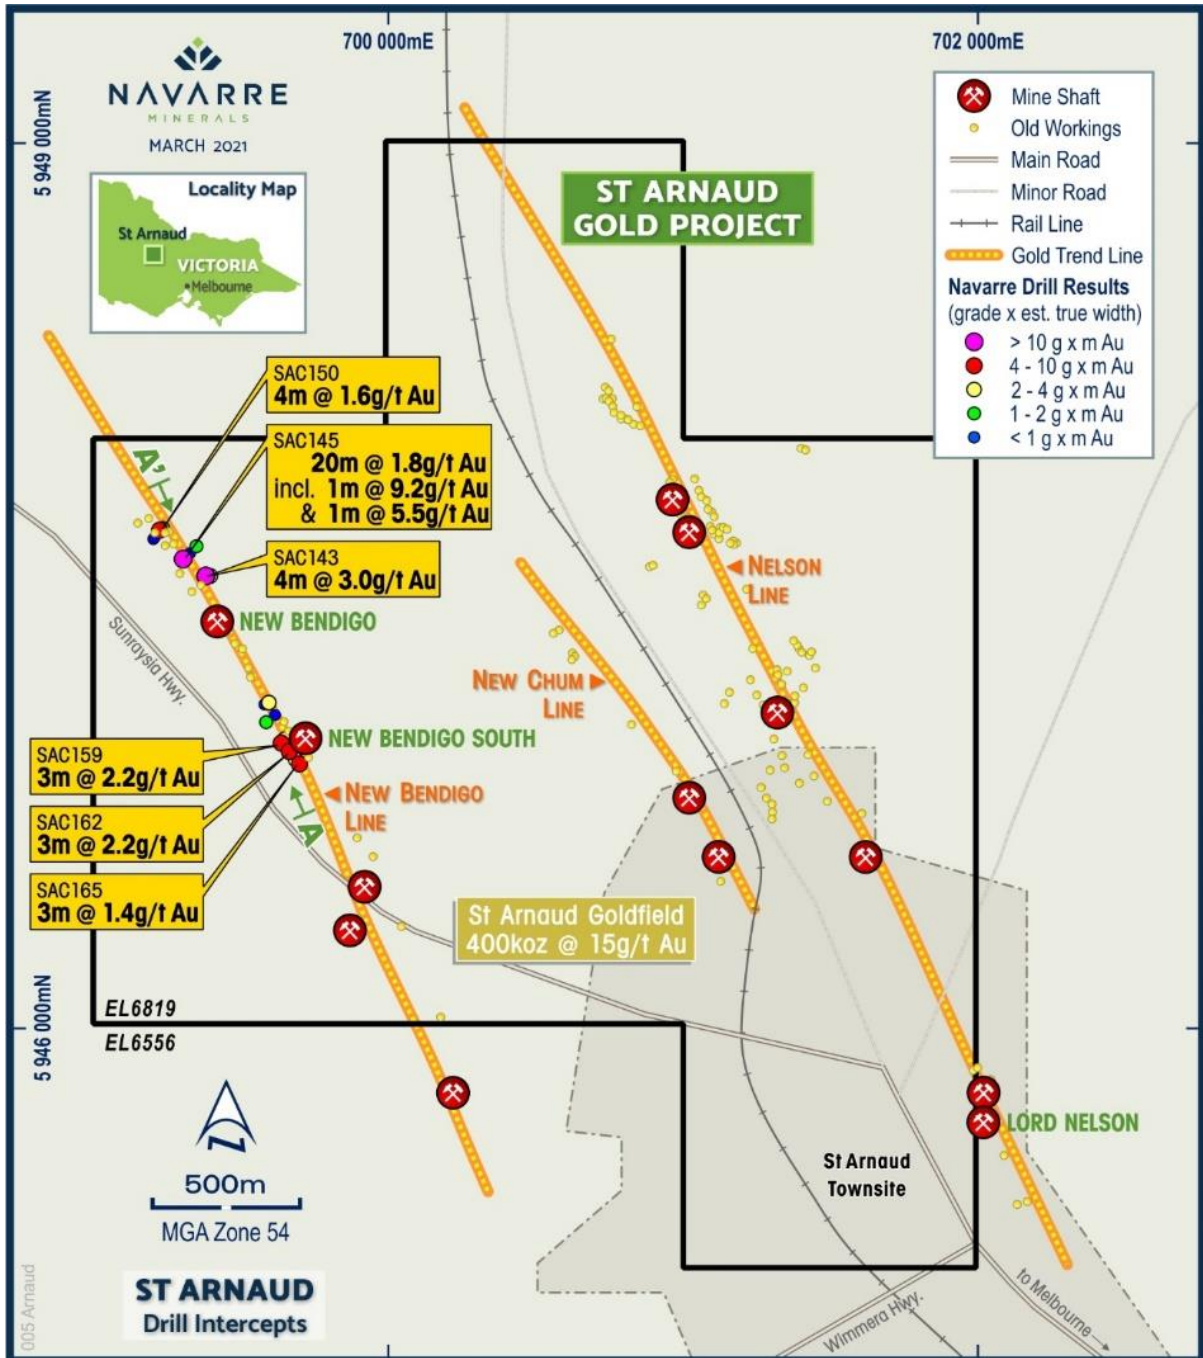 700 000mE
702 000mE
5 949 000mN
NAVARRE
MINERALS
MARCH 2021
Locality Map
St Arnaud
VICTORIA
Melbourne
ST ARNAUD
GOLD PROJECT
Mine Shaft
Old Workings
Main Road
Minor Road
Rail Line
Gold Trend Line
Navarre Drill Results
(grade x est. true width)
> 10 g x m Au
4 - 10 g x m Au
2 - 4 g x m Au
1 - 2 g x m Au
< 1 g x m Au
SAC150
4m @ 1.6g/t Au
SAC145
20m @ 1.8g/t Au
incl. 1m @ 9.2g/t Au
& 1m @ 5.5g/t Au
SAC143
4m @ 3.0g/t Au
A'
NELSON
LINE
NEW BENDIGO
Sunraysia Hwy.
NEW CHUM
LINE
NEW BENDIGO SOUTH
SAC159
3m @ 2.2g/t Au
NEW BENDIGO
LINE
A
SAC162
3m @ 2.2g/t Au
SAC165
3m @ 1.4g/t Au
St Arnaud Goldfield
400koz @ 15g/t Au
5 946 000mN
EL6819
EL6556
LORD NELSON
N
500m
MGA Zone 54
St Arnaud
Townsite
ST ARNAUD
Drill Intercepts
005 Arnaud
Wimmera Hwy.
to Melbourne